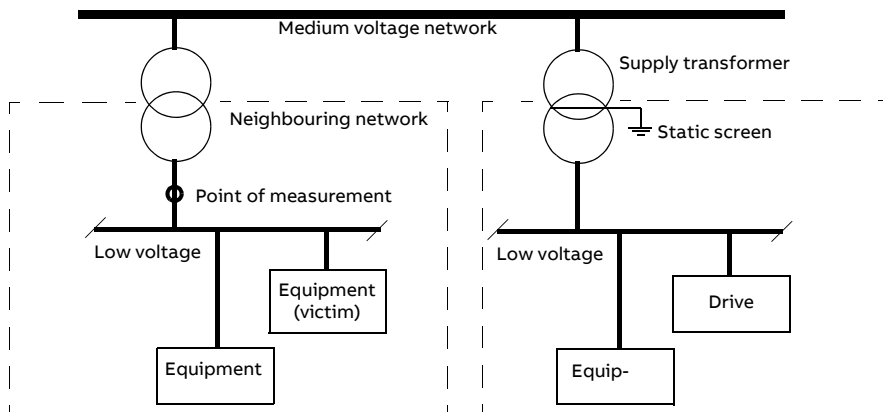 Medium voltage network
Supply transformer
Neighbouring network
Static screen
Point of measurement
Low voltage
Low voltage
Equipment
(victim)
Drive
Equipment
Equip-